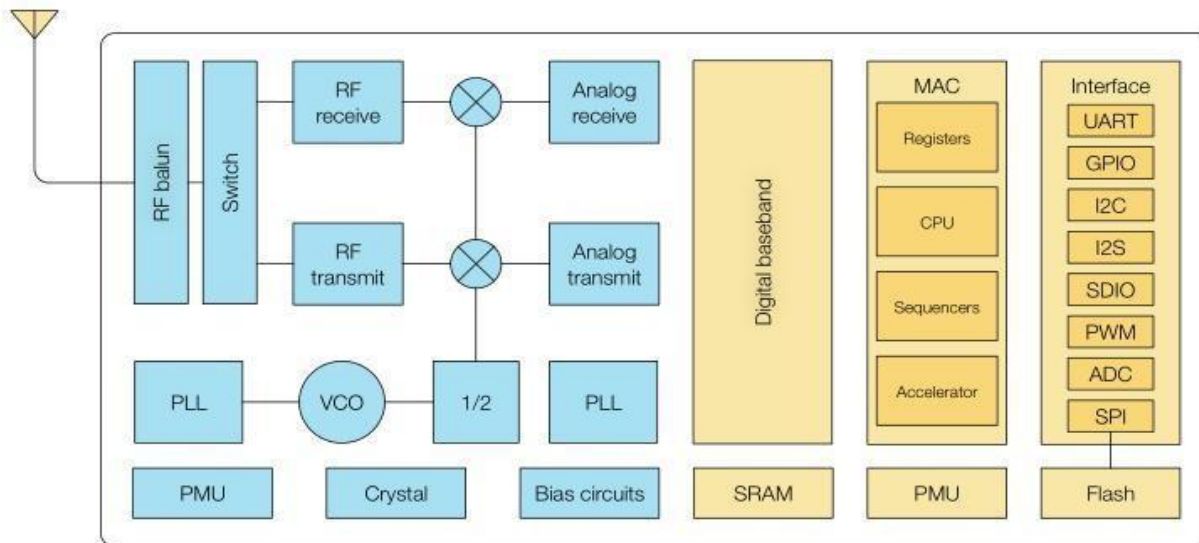 RF balun
Switch
RF
receive
Analog
receive
RF
transmit
Analog
transmit
PLL
VCO
1/2
PLL
PMU
Crystal
Bias circuits
Digital baseband
SRAM
MAC
Registers
CPU
Sequencers
Accelerator
PMU
Interface
UART
GPIO
I2C
I2S
SDIO
PWM
ADC
SPI
Flash